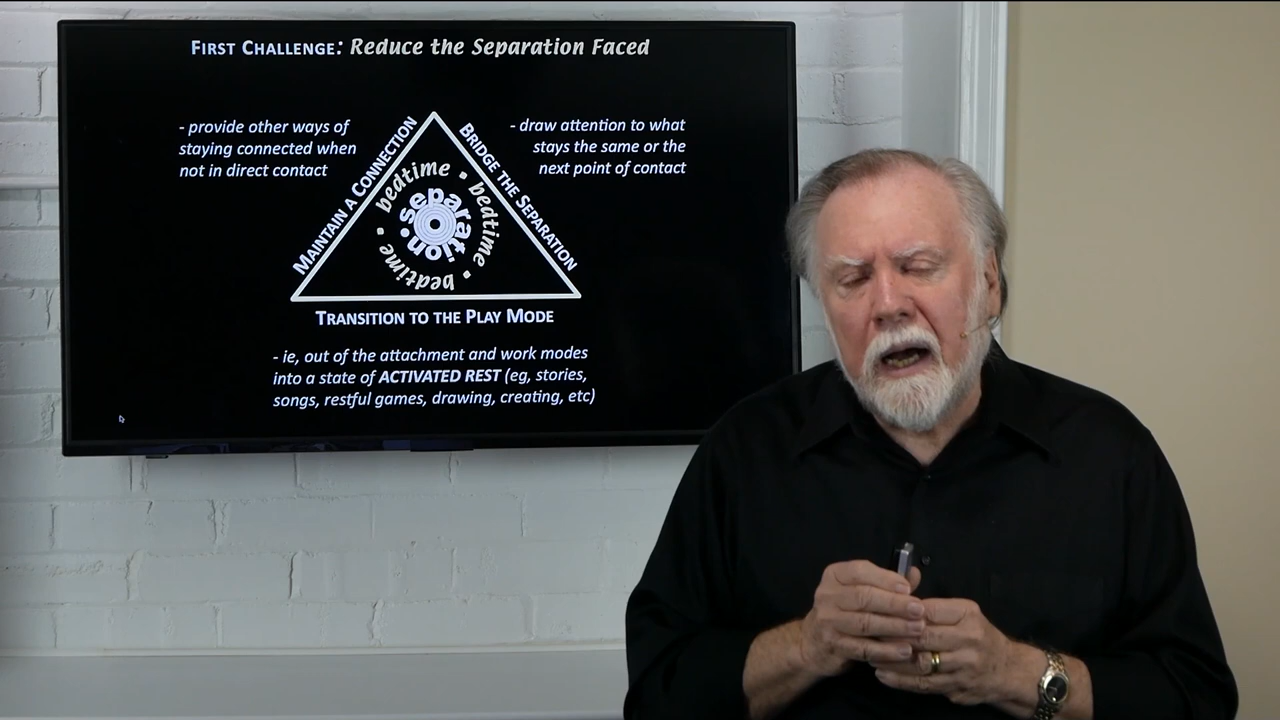 First Challenge: Reduce the Separation Faced
- provide other ways of
staying connected when
not in direct contact
- draw attention to what
stays the same or the
next point of contact
Maintain a Connection
Bridge the Separation
bedtime • bedtime • bedtime •
separation •
Transition to the Play Mode
- ie, out of the attachment and work modes
into a state of ACTIVATED REST (eg, stories,
songs, restful games, drawing, creating, etc)